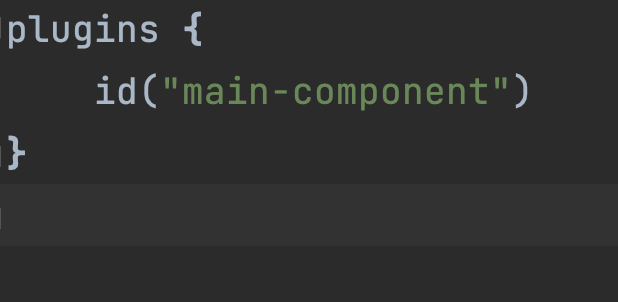 plugins {
    id("main-component")
}